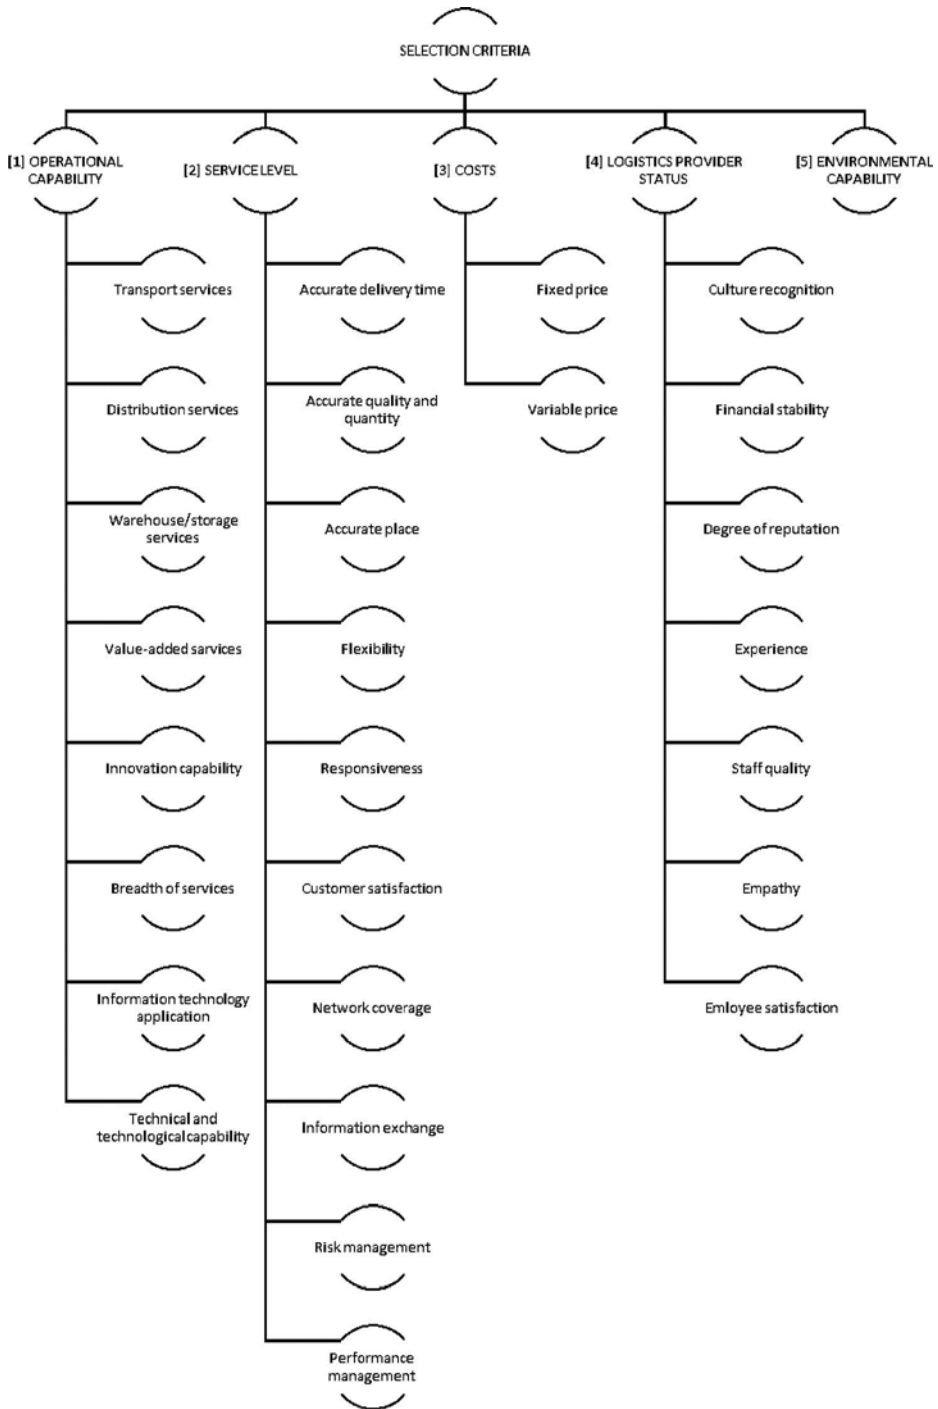 SELECTION CRITERIA
[1] OPERATIONAL
CAPABILITY
[2] SERVICE LEVEL
[3] COSTS
[4] LOGISTICS PROVIDER
STATUS
[5] ENVIRONMENTAL
CAPABILITY
Transport services
Distribution services
Warehouse/storage
services
Value-added sarvices
Innovation capability
Breadth of services
Information technology
application
Technical and
technological capability
Accurate delivery time
Accurate quality and
quantity
Accurate place
Flexibility
Responsiveness
Customer satisfaction
Network coverage
Information exchange
Risk management
Performance
management
Fixed price
Variable price
Culture recognition
Financial stability
Degree of reputation
Experience
Staff quality
Empathy
Emloyee satisfaction